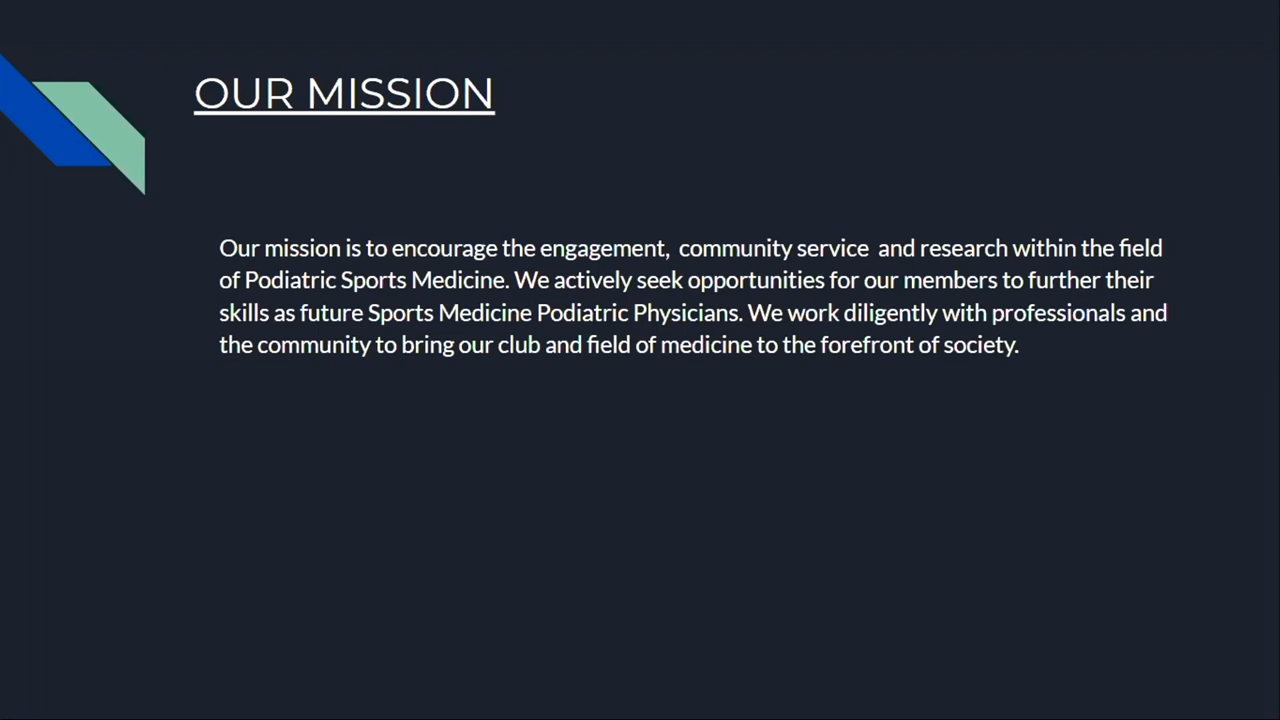 OUR MISSION
Our mission is to encourage the engagement,  community service  and research within the field
of Podiatric Sports Medicine. We actively seek opportunities for our members to further their
skills as future Sports Medicine Podiatric Physicians. We work diligently with professionals and
the community to bring our club and field of medicine to the forefront of society.